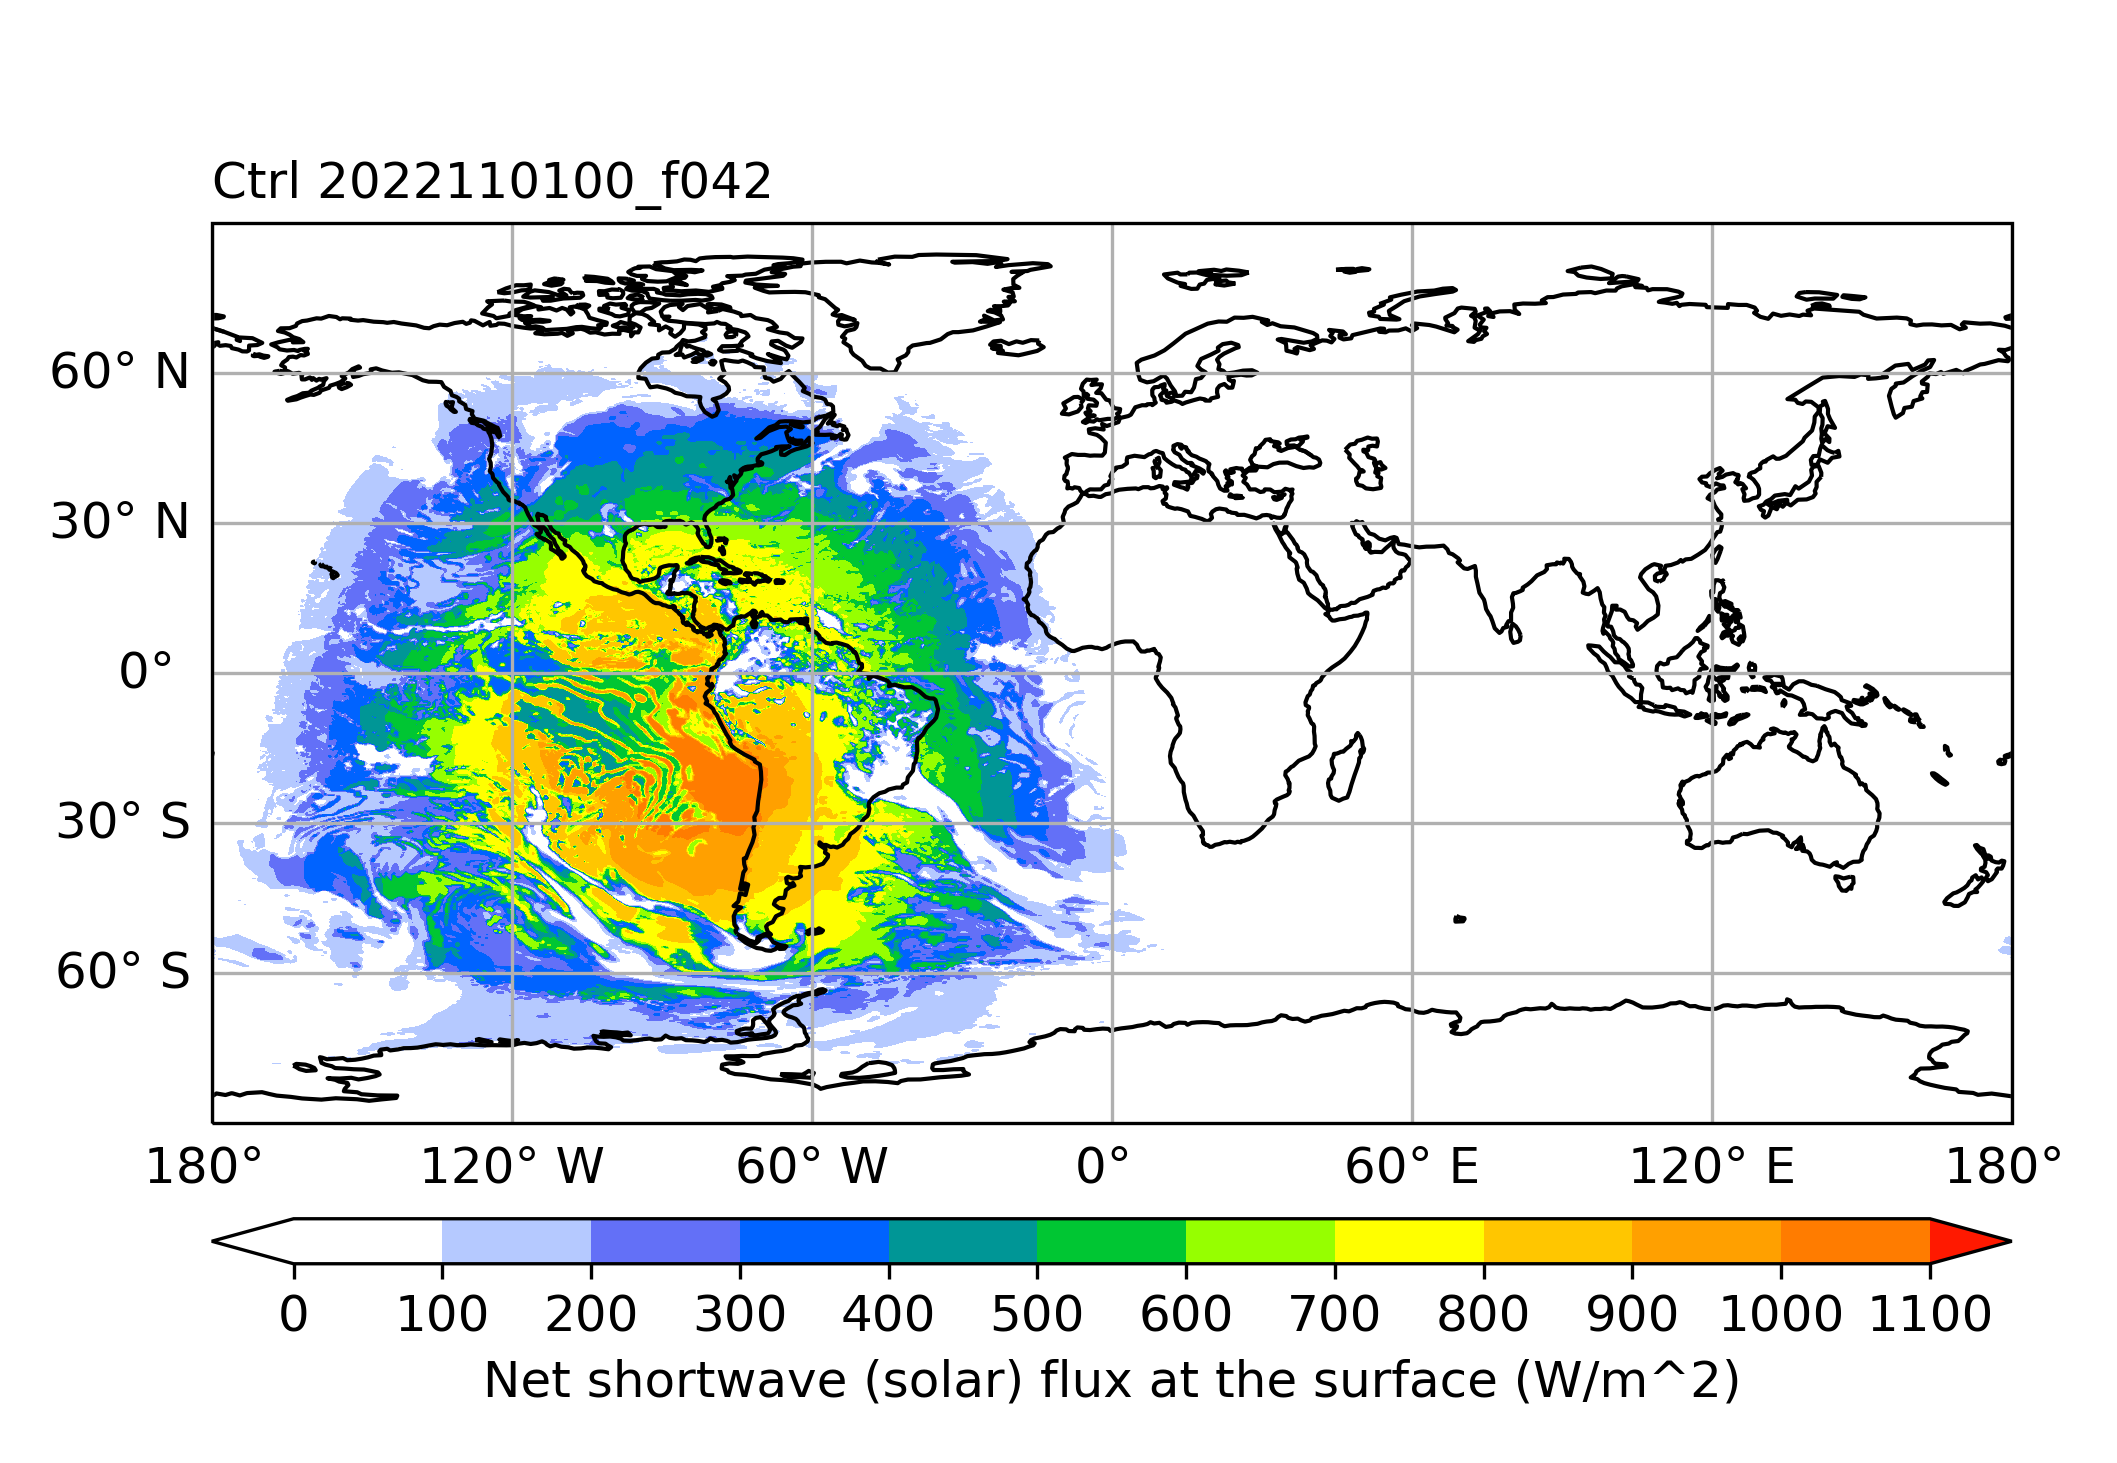 Ctrl 2022110100_f042
60° N
30° N
0°
30° S
60° S
180° 120° W 60° W 0° 60° E 120° E 180°
0 100 200 300 400 500 600 700 800 900 1000 1100
Net shortwave (solar) flux at the surface (W/m^2)